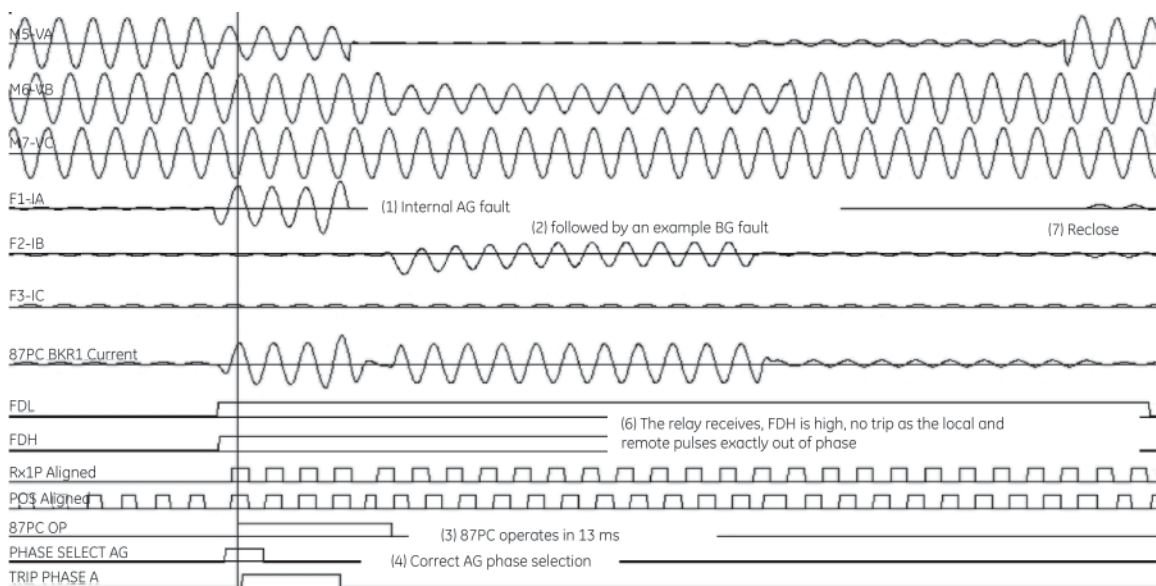 M5-VA
M6-VB
M7-VC
F1-IA
(1) Internal AG fault
(2) followed by an example BG fault
(7) Reclose
F2-IB
F3-IC
87PC BKR1 Current
FDL
(6) The relay receives, FDH is high, no trip as the local and
remote pulses exactly out of phase
FDH
Rx1P Aligned
POS Aligned
87PC OP
(3) 87PC operates in 13 ms
PHASE SELECT AG
(4) Correct AG phase selection
TRIP PHASE A